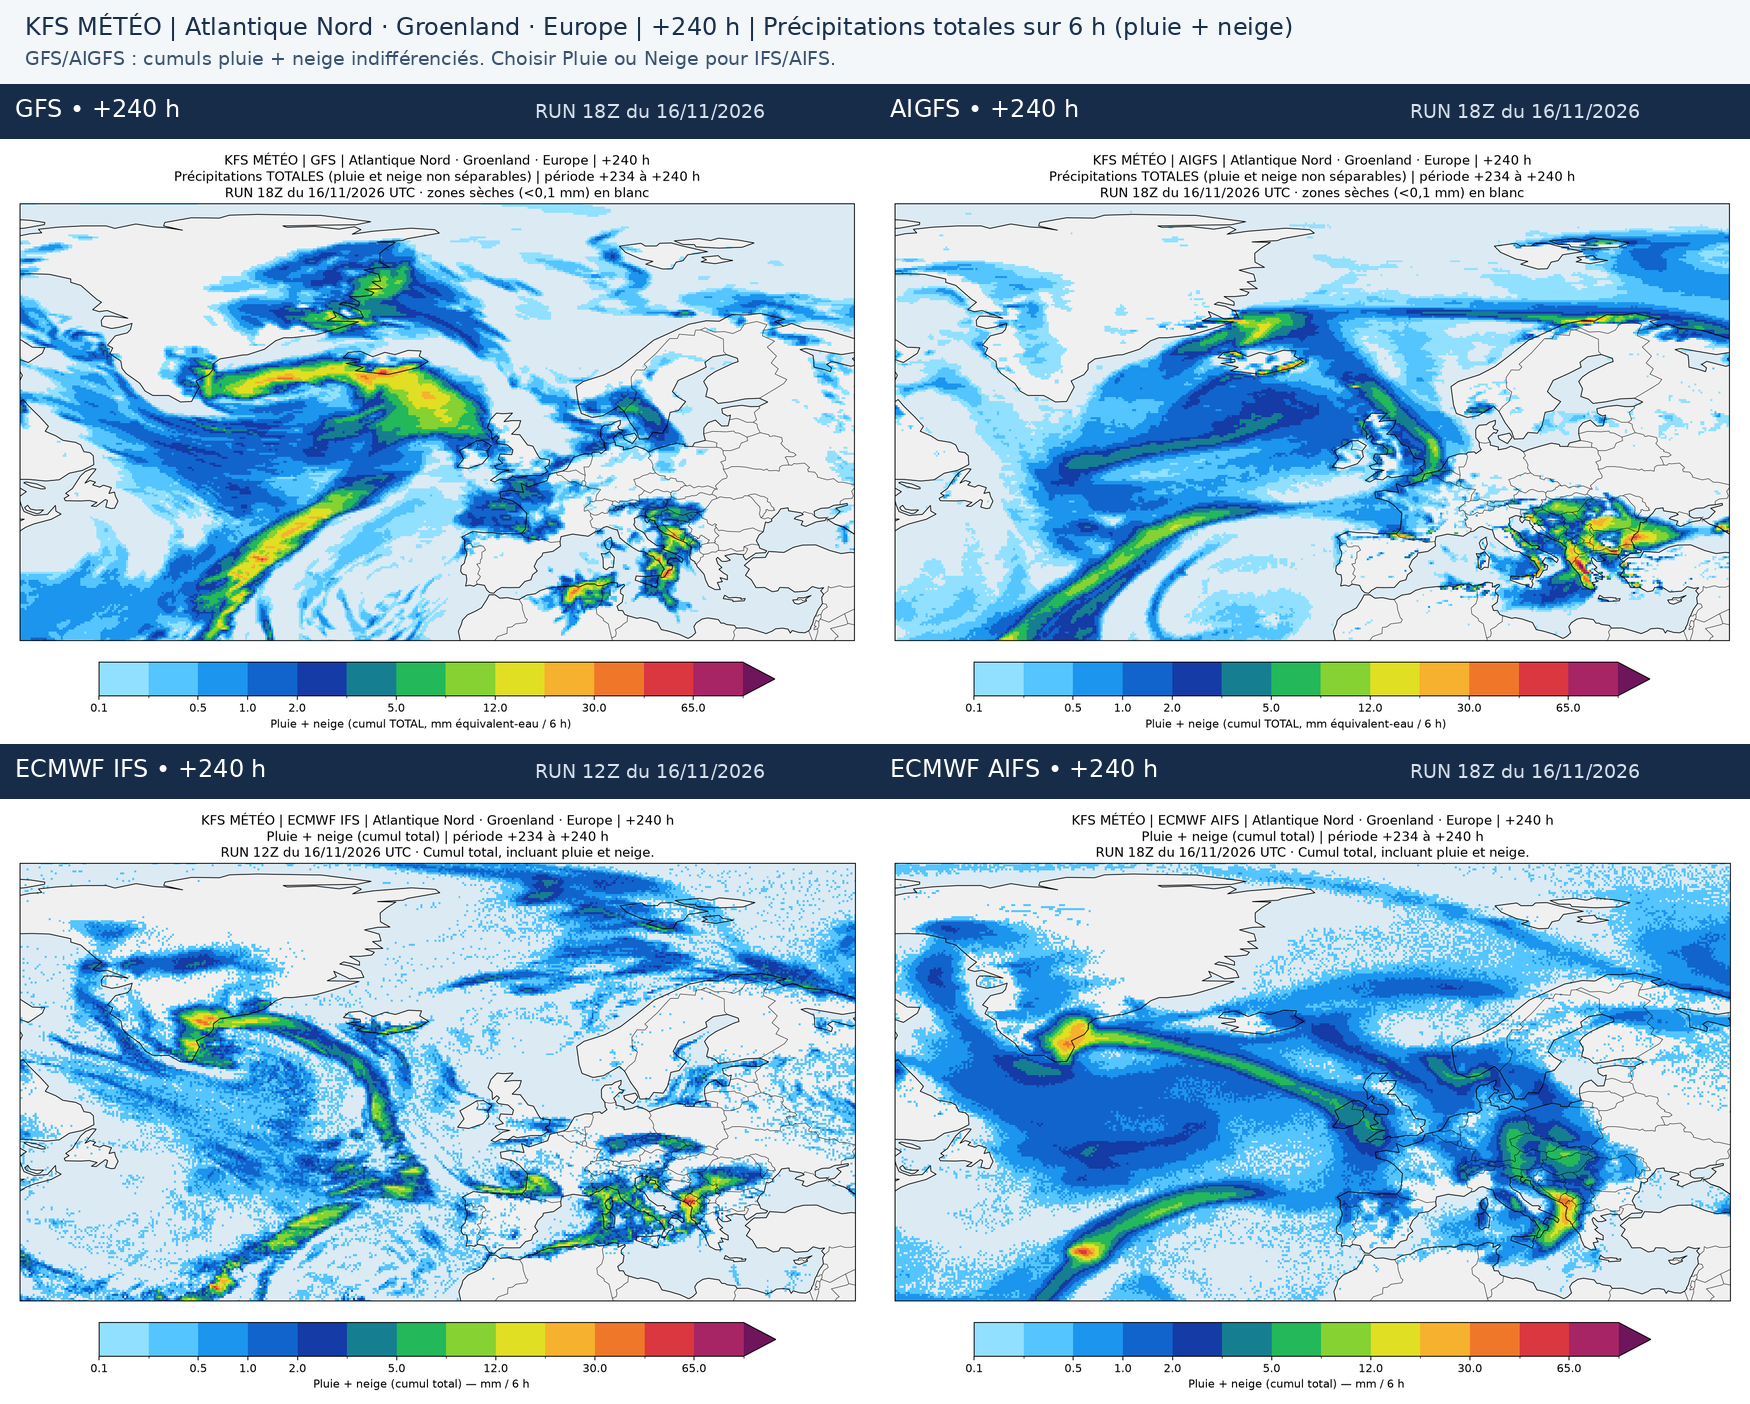 KFS MÉTÉO | Atlantique Nord · Groenland · Europe | +240 h | Précipitations totales sur 6 h (pluie + neige)
GFS/AIGFS : cumuls pluie + neige indifférenciés. Choisir Pluie ou Neige pour IFS/AIFS.
GFS • +240 h
RUN 18Z du 16/11/2026
AIGFS • +240 h
RUN 18Z du 16/11/2026
KFS MÉTÉO | GFS | Atlantique Nord · Groenland · Europe | +240 h
Précipitations TOTALES (pluie et neige non séparables) | période +234 à +240 h
RUN 18Z du 16/11/2026 UTC · zones sèches (<0,1 mm) en blanc
KFS MÉTÉO | AIGFS | Atlantique Nord · Groenland · Europe | +240 h
Précipitations TOTALES (pluie et neige non séparables) | période +234 à +240 h
RUN 18Z du 16/11/2026 UTC · zones sèches (<0,1 mm) en blanc
0.1 0.5 1.0 2.0 5.0 12.0 30.0 65.0
Pluie + neige (cumul TOTAL, mm équivalent-eau / 6 h)
0.1 0.5 1.0 2.0 5.0 12.0 30.0 65.0
Pluie + neige (cumul TOTAL, mm équivalent-eau / 6 h)
ECMWF IFS • +240 h
RUN 12Z du 16/11/2026
ECMWF AIFS • +240 h
RUN 18Z du 16/11/2026
KFS MÉTÉO | ECMWF IFS | Atlantique Nord · Groenland · Europe | +240 h
Pluie + neige (cumul total) | période +234 à +240 h
RUN 12Z du 16/11/2026 UTC · Cumul total, incluant pluie et neige.
KFS MÉTÉO | ECMWF AIFS | Atlantique Nord · Groenland · Europe | +240 h
Pluie + neige (cumul total) | période +234 à +240 h
RUN 18Z du 16/11/2026 UTC · Cumul total, incluant pluie et neige.
0.1 0.5 1.0 2.0 5.0 12.0 30.0 65.0
Pluie + neige (cumul total) — mm / 6 h
0.1 0.5 1.0 2.0 5.0 12.0 30.0 65.0
Pluie + neige (cumul total) — mm / 6 h